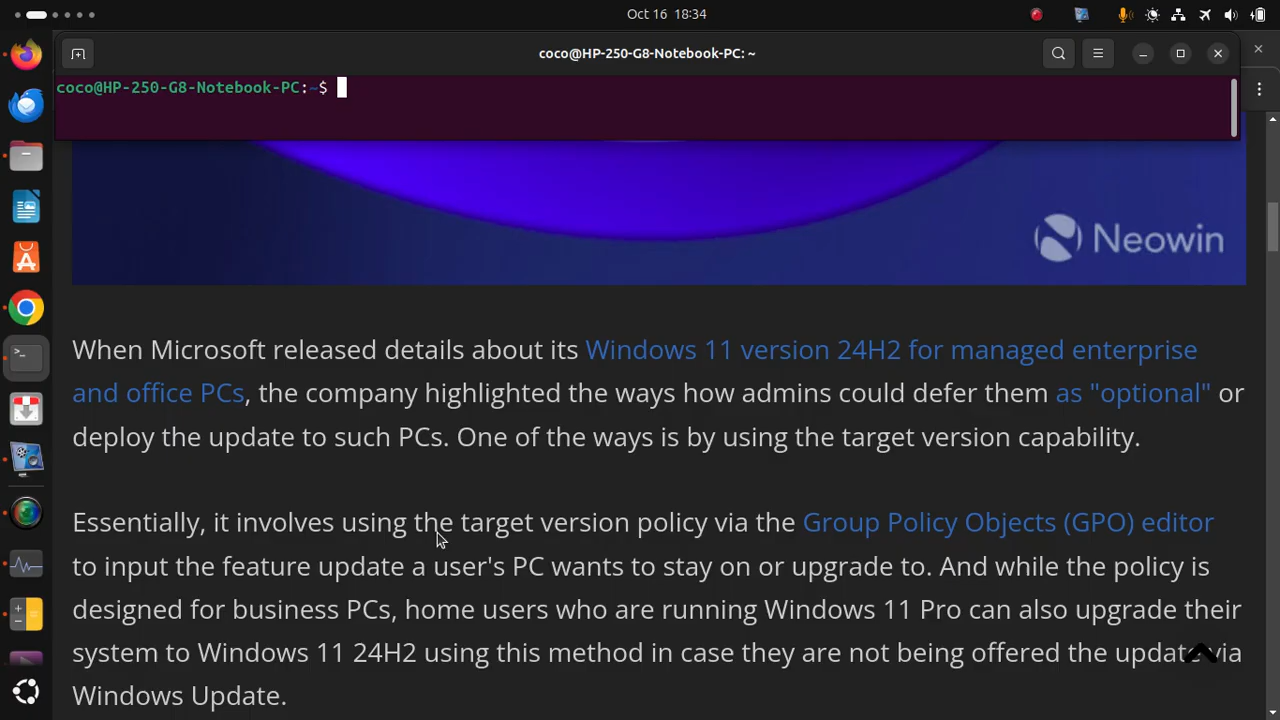 Oct 16 18:34
coco@HP-250-G8-Notebook-PC: ~
coco@HP-250-G8-Notebook-PC:~$
Neowin
When Microsoft released details about its Windows 11 version 24H2 for managed enterprise
and office PCs, the company highlighted the ways how admins could defer them as "optional" or
deploy the update to such PCs. One of the ways is by using the target version capability.
Essentially, it involves using the target version policy via the Group Policy Objects (GPO) editor
to input the feature update a user's PC wants to stay on or upgrade to. And while the policy is
designed for business PCs, home users who are running Windows 11 Pro can also upgrade their
system to Windows 11 24H2 using this method in case they are not being offered the update via
Windows Update.